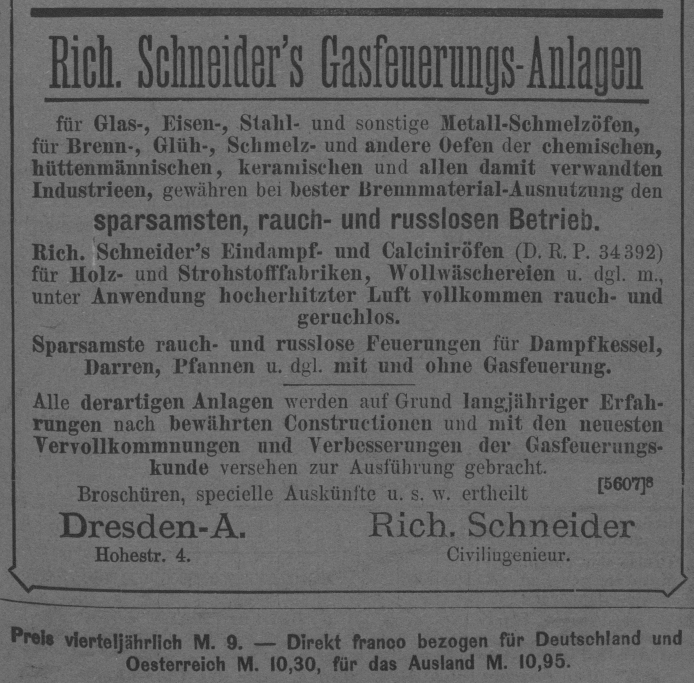 Rich. Schneider's Gasfeuerungs-Anlagen
für Glas-, Eisen-, Stahl- und sonstige Metall-Schmelzöfen,
für Brenn-, Glüh-, Schmelz- und andere Oefen der chemischen,
hüttenmännischen, keramischen und allen damit verwandten
Industrieen, gewähren bei bester Brennmaterial-Ausnutzung den
sparsamsten, rauch- und russlosen Betrieb.
Rich. Schneider's Eindampf- und Calciniröfen (D. R. P. 34392)
für Holz- und Strohstofffabriken, Wollwäschereien u. dgl. m.,
unter Anwendung hocherhitzter Luft vollkommen rauch- und
geruchlos.
Sparsamste rauch- und russlose Feuerungen für Dampfkessel,
Darren, Pfannen u. dgl. mit und ohne Gasfeuerung.
Alle derartigen Anlagen werden auf Grund langjähriger Erfah-
rungen nach bewährten Constructionen und mit den neuesten
Vervollkommnungen und Verbesserungen der Gasfeuerungs-
kunde versehen zur Ausführung gebracht.
Broschüren, specielle Auskünfte u. s. w. ertheilt [5607]8
Dresden-A. Rich. Schneider
Hohestr. 4. Civilingenieur.
Preis vierteljährlich M. 9. — Direkt franco bezogen für Deutschland und
Oesterreich M. 10,30, für das Ausland M. 10,95.